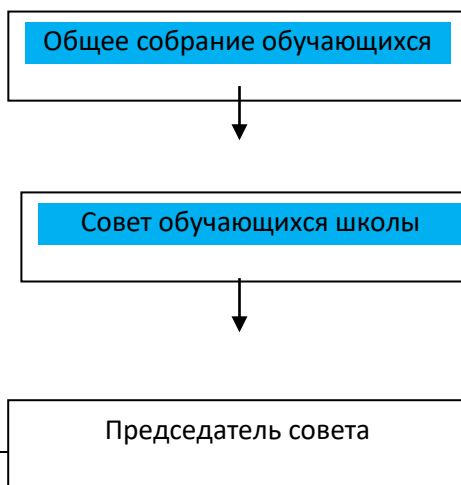 Общее собрание обучающихся
Совет обучающихся школы
Председатель совета